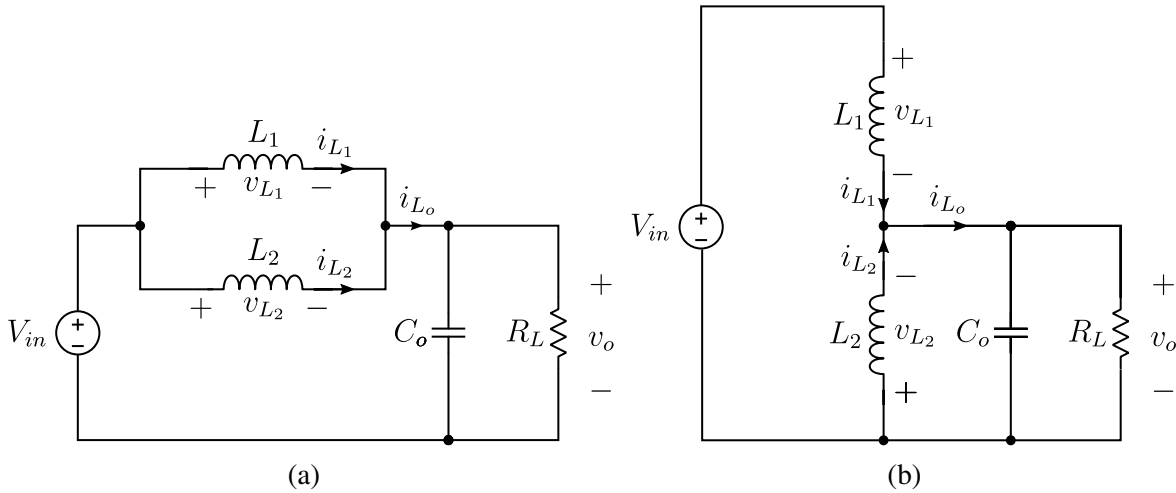 L1
iL1
+ vL1 −
iLo
L2
iL2
+ vL2 −
Vin
+
−
Co
RL
+
vo
−
(a)
+
L1
vL1
−
iL1
iLo
Vin
+
−
iL2
−
L2
vL2
+
Co
RL
+
vo
−
(b)